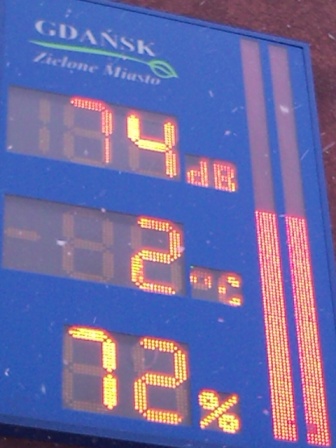 GDAŃSK
Zielone Miasto
74 dB
2 °C
72 %